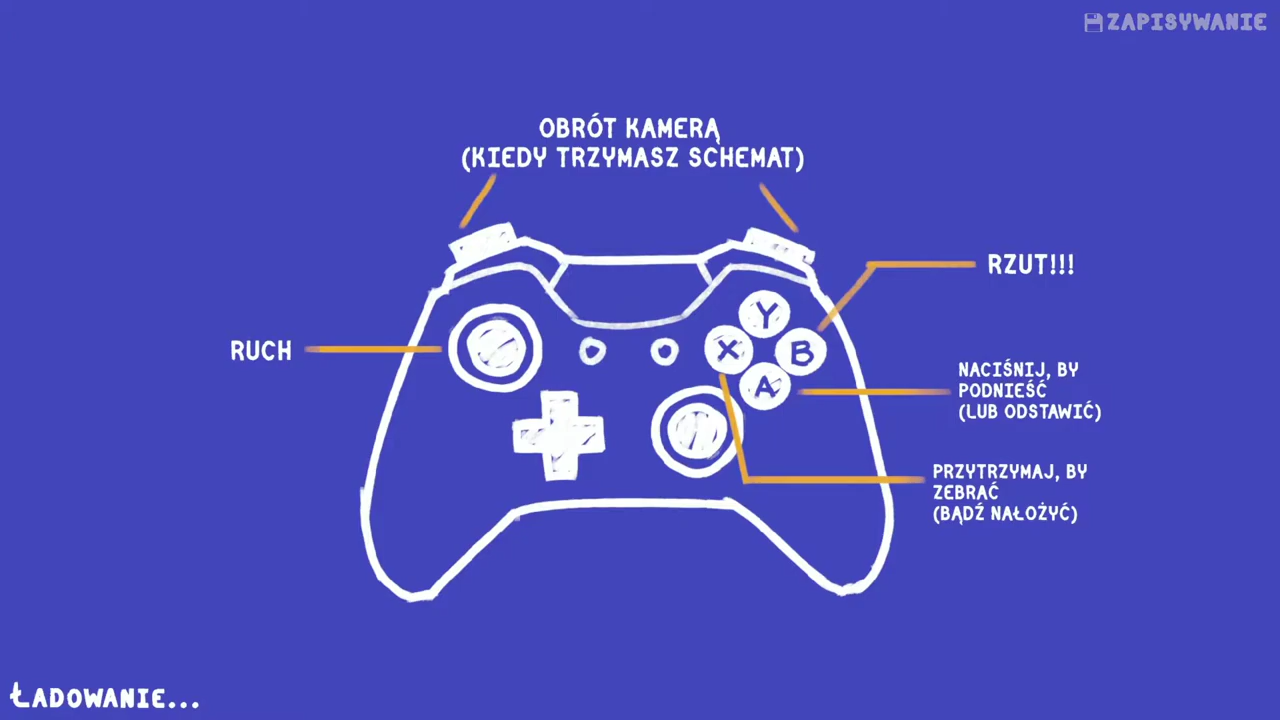 ZAPISYWANIE
OBRÓT KAMERĄ
(KIEDY TRZYMASZ SCHEMAT)
RZUT!!!
Y
X
B
A
RUCH
NACIŚNIJ, BY
PODNIEŚĆ
(LUB ODSTAWIĆ)
PRZYTRZYMAJ, BY
ZEBRAĆ
(BĄDŹ NAŁOŻYĆ)
ŁADOWANIE...